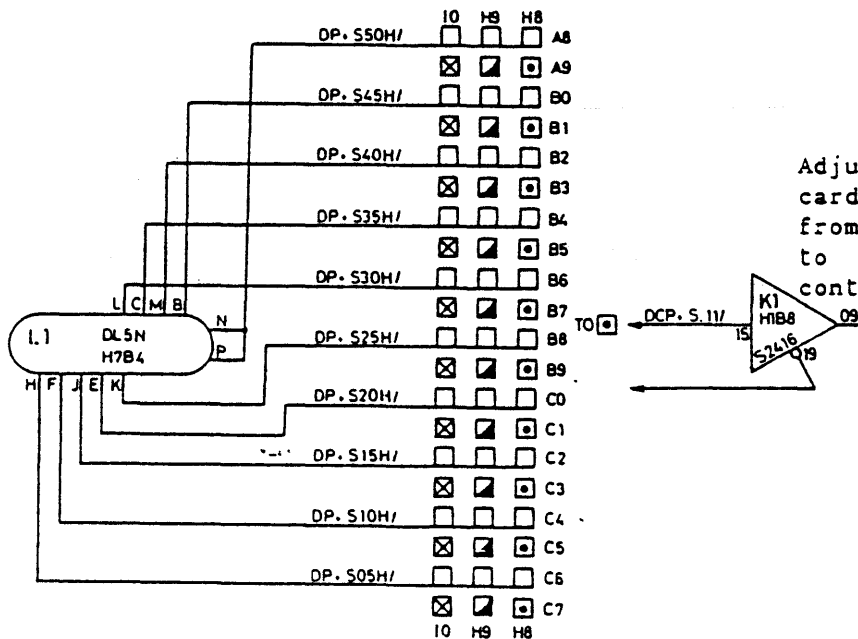 I0 H9 H8
DP. S50H/ A8
A9
DP. S45H/ B0
B1
DP. S40H/ B2
B3
DP. S35H/ B4
B5
DP. S30H/ B6
B7
DP. S25H/ B8
B9
DP. S20H/ C0
C1
DP. S15H/ C2
C3
DP. S10H/ C4
C5
DP. S05H/ C6
C7
I0 H9 H8
L C M B
N
P
DL5N
H7B4
H F J E K
TO
DCP. S.11/
15
K1
H1B8
S2416
09
19
Adju
card
from
to
cont